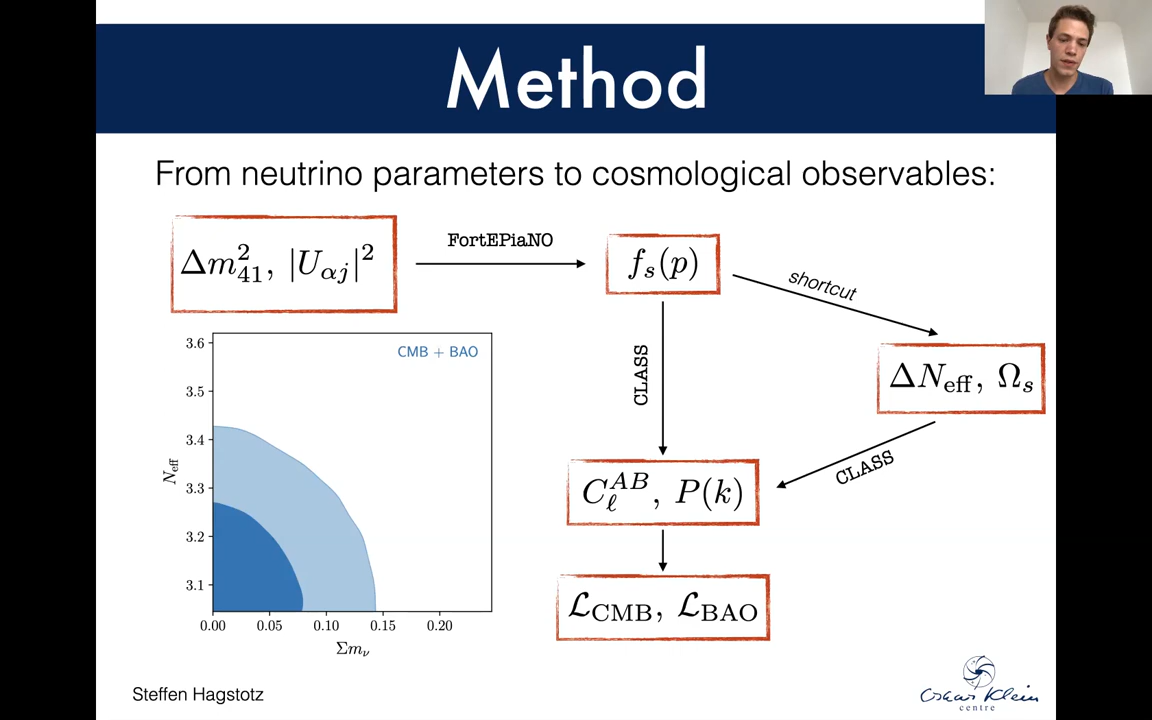 Method
From neutrino parameters to cosmological observables:
Δm²₄₁, |U_αj|²
FortEPiaNO
f_s(p)
shortcut
CLASS
ΔN_eff, Ω_s
CLASS
C_ℓ^AB, P(k)
ℒ_CMB, ℒ_BAO
CMB + BAO
3.6
3.5
3.4
3.3
3.2
3.1
N_eff
0.00 0.05 0.10 0.15 0.20
Σm_ν
Steffen Hagstotz
Oskar Klein
centre